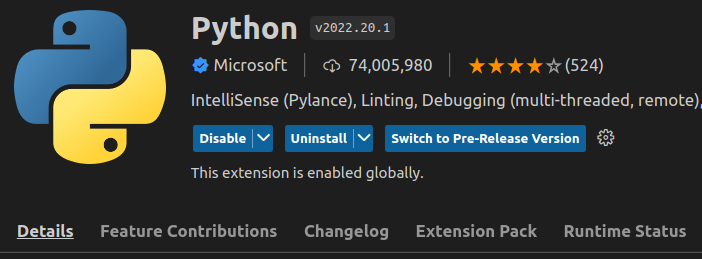 Python v2022.20.1
Microsoft 74,005,980 (524)
IntelliSense (Pylance), Linting, Debugging (multi-threaded, remote),
Disable Uninstall Switch to Pre-Release Version
This extension is enabled globally.
Details Feature Contributions Changelog Extension Pack Runtime Status